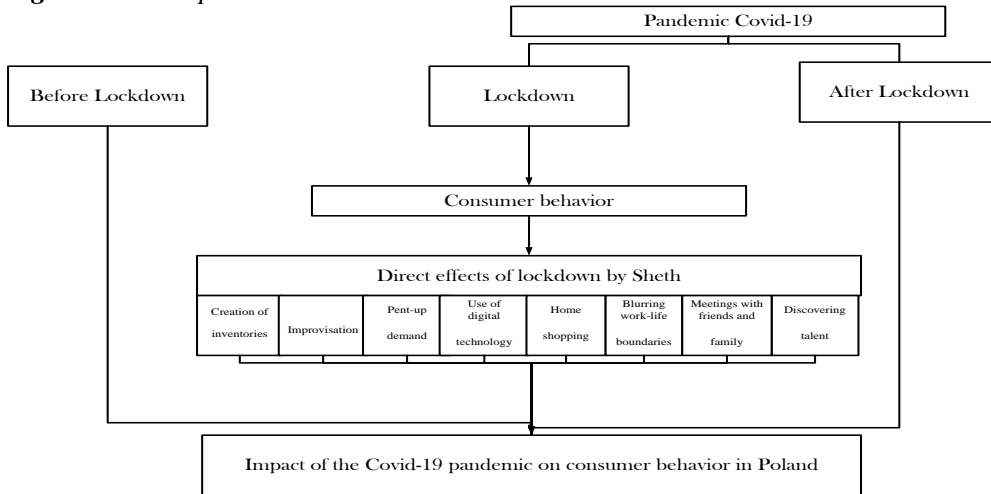 Pandemic Covid-19
Before Lockdown
Lockdown
After Lockdown
Consumer behavior
Direct effects of lockdown by Sheth
Creation of
inventories
Improvisation
Pent-up
demand
Use of
digital
technology
Home
shopping
Blurring
work-life
boundaries
Meetings with
friends and
family
Discovering
talent
Impact of the Covid-19 pandemic on consumer behavior in Poland